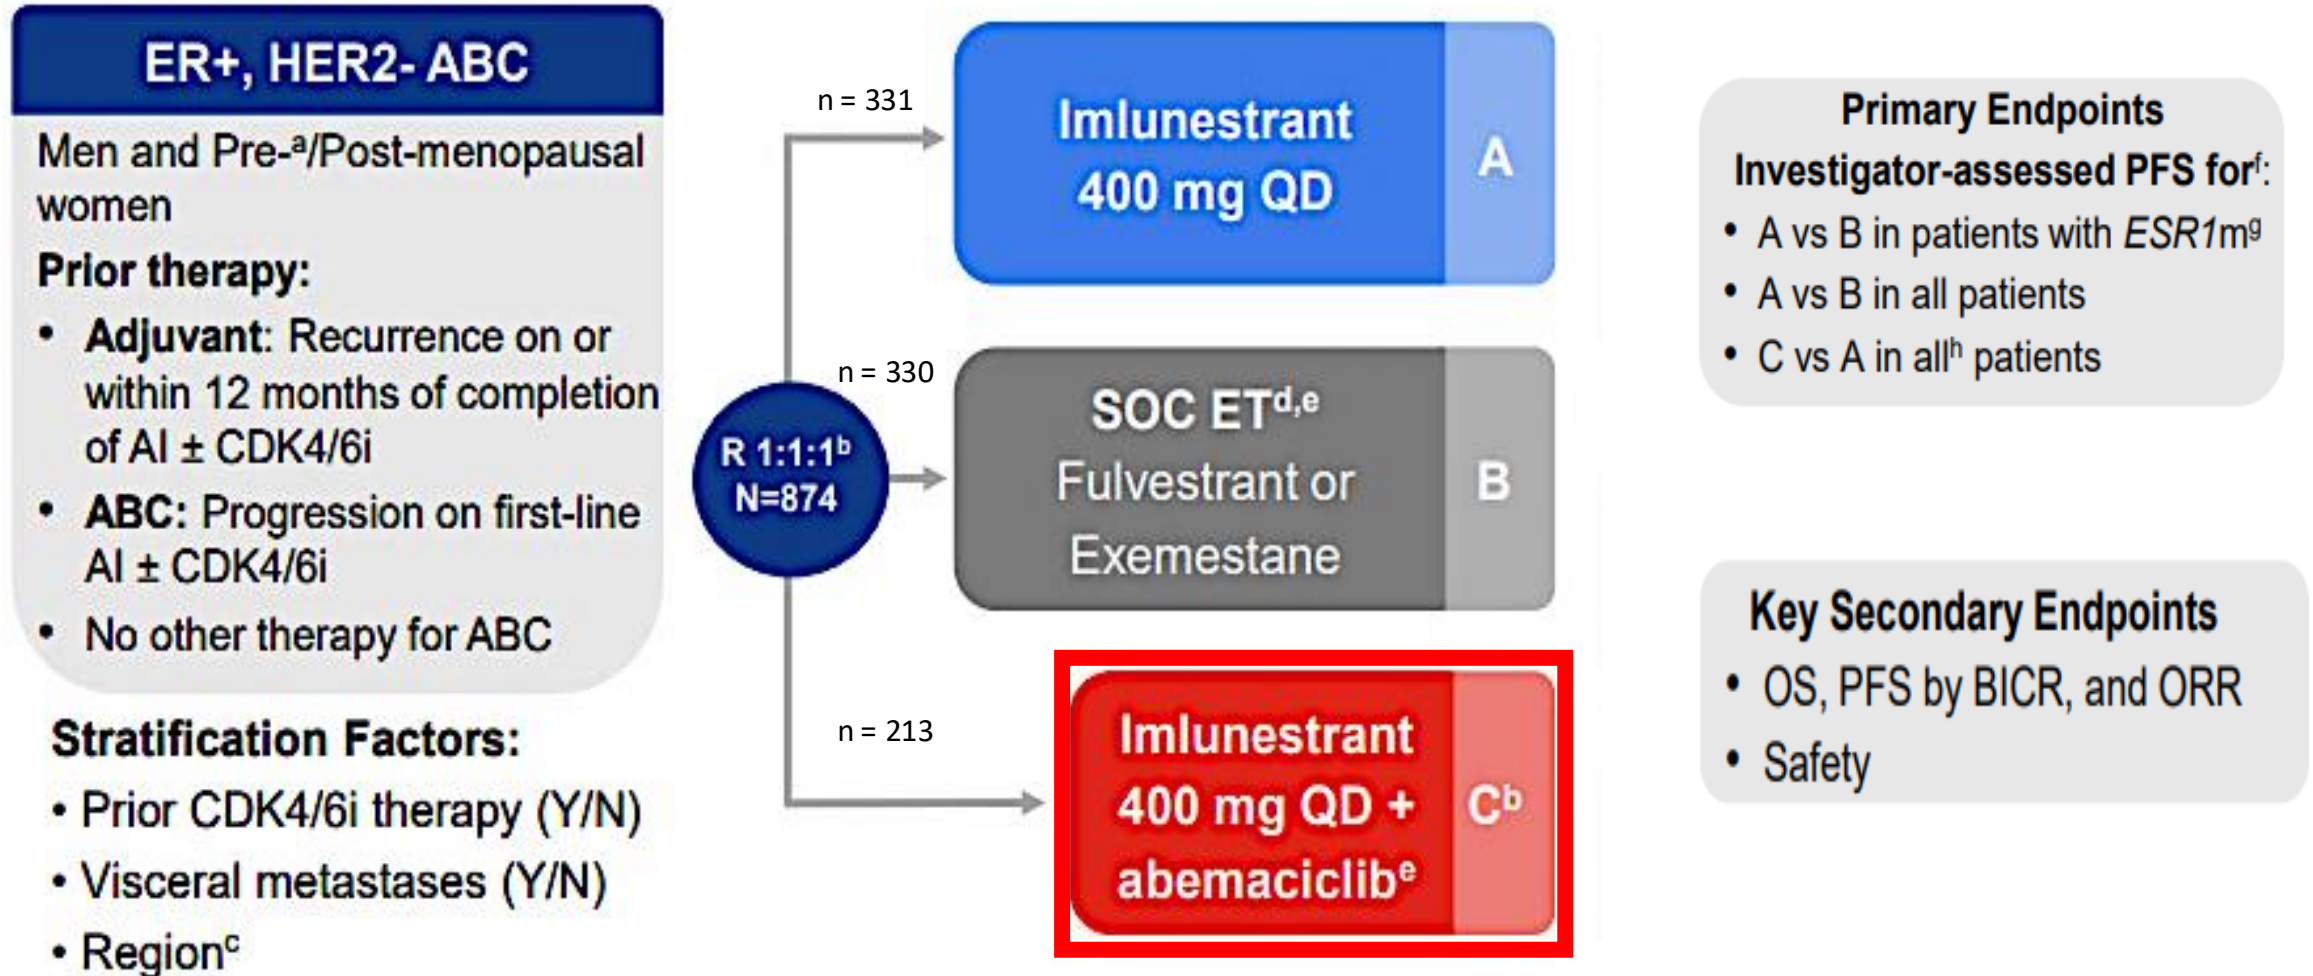 ER+, HER2- ABC
Men and Pre-ᵃ/Post-menopausal
women
Prior therapy:
• Adjuvant: Recurrence on or
within 12 months of completion
of AI ± CDK4/6i
• ABC: Progression on first-line
AI ± CDK4/6i
• No other therapy for ABC
Stratification Factors:
• Prior CDK4/6i therapy (Y/N)
• Visceral metastases (Y/N)
• Regionᶜ
R 1:1:1ᵇ
N=874
n = 331
Imlunestrant
400 mg QD
A
n = 330
SOC ETᵈ,ᵉ
Fulvestrant or
Exemestane
B
n = 213
Imlunestrant
400 mg QD +
abemaciclibᵉ
Cᵇ
Primary Endpoints
Investigator-assessed PFS forᶠ:
• A vs B in patients with ESR1mᵍ
• A vs B in all patients
• C vs A in allʰ patients
Key Secondary Endpoints
• OS, PFS by BICR, and ORR
• Safety